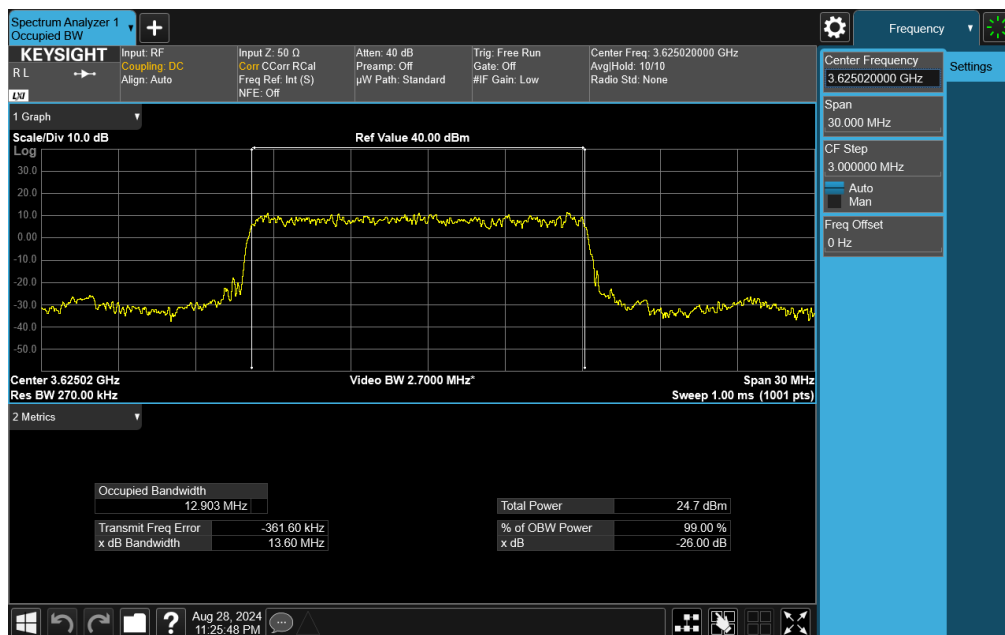 Spectrum Analyzer 1
Occupied BW
Frequency
KEYSIGHT
R L
LXI
Input: RF
Coupling: DC
Align: Auto
Input Z: 50 Ω
Corr CCorr RCal
Freq Ref: Int (S)
NFE: Off
Atten: 40 dB
Preamp: Off
µW Path: Standard
Trig: Free Run
Gate: Off
#IF Gain: Low
Center Freq: 3.625020000 GHz
Avg|Hold: 10/10
Radio Std: None
Center Frequency
3.625020000 GHz
Settings
Span
30.000 MHz
CF Step
3.000000 MHz
Auto
Man
Freq Offset
0 Hz
1 Graph
Scale/Div 10.0 dB
Ref Value 40.00 dBm
Log
30.0
20.0
10.0
0.00
-10.0
-20.0
-30.0
-40.0
-50.0
Center 3.62502 GHz
Video BW 2.7000 MHz*
Span 30 MHz
Res BW 270.00 kHz
Sweep 1.00 ms (1001 pts)
2 Metrics
Occupied Bandwidth
12.903 MHz
Total Power 24.7 dBm
Transmit Freq Error -361.60 kHz
% of OBW Power 99.00 %
x dB Bandwidth 13.60 MHz
x dB -26.00 dB
Aug 28, 2024
11:25:48 PM